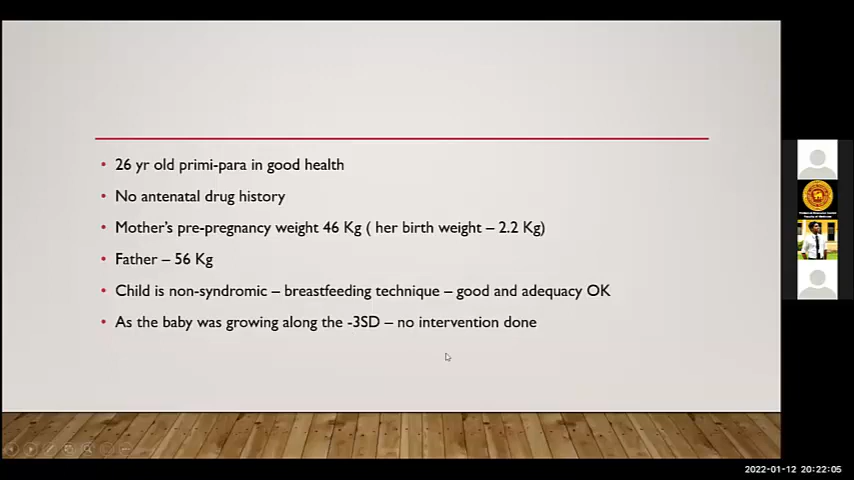 26 yr old primi-para in good health
No antenatal drug history
Mother's pre-pregnancy weight 46 Kg ( her birth weight – 2.2 Kg)
Father – 56 Kg
Child is non-syndromic – breastfeeding technique – good and adequacy OK
As the baby was growing along the -3SD – no intervention done
2022-01-12 20:22:05